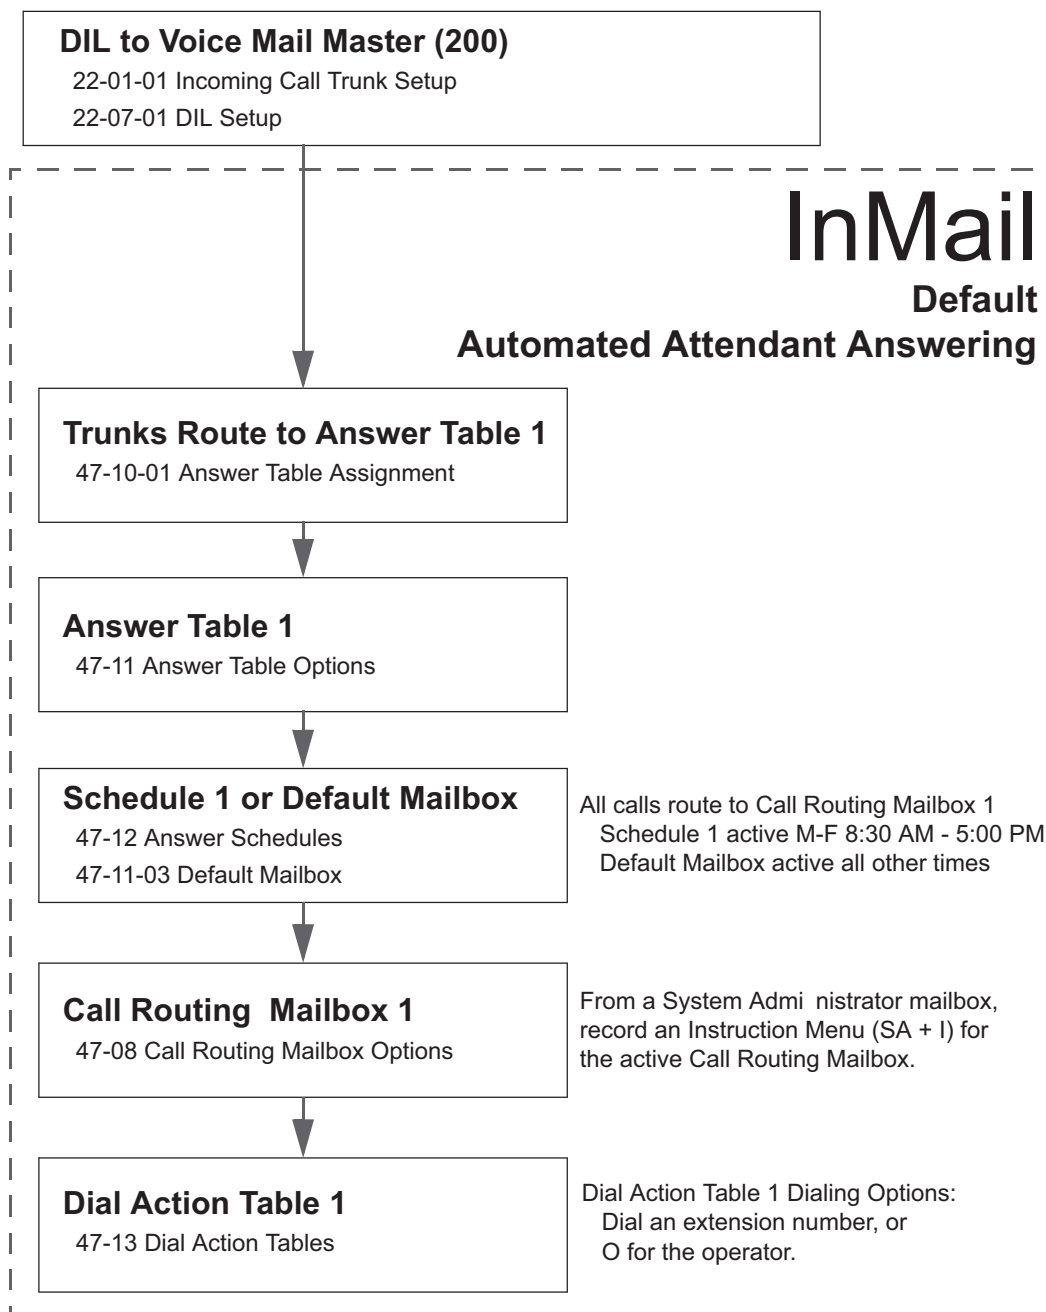 DIL to Voice Mail Master (200)
22-01-01 Incoming Call Trunk Setup
22-07-01 DIL Setup
InMail
Default
Automated Attendant Answering
Trunks Route to Answer Table 1
47-10-01 Answer Table Assignment
Answer Table 1
47-11 Answer Table Options
Schedule 1 or Default Mailbox
47-12 Answer Schedules
47-11-03 Default Mailbox
All calls route to Call Routing Mailbox 1
Schedule 1 active M-F 8:30 AM - 5:00 PM
Default Mailbox active all other times
Call Routing  Mailbox 1
47-08 Call Routing Mailbox Options
From a System Admi nistrator mailbox,
record an Instruction Menu (SA + I) for
the active Call Routing Mailbox.
Dial Action Table 1
47-13 Dial Action Tables
Dial Action Table 1 Dialing Options:
Dial an extension number, or
O for the operator.